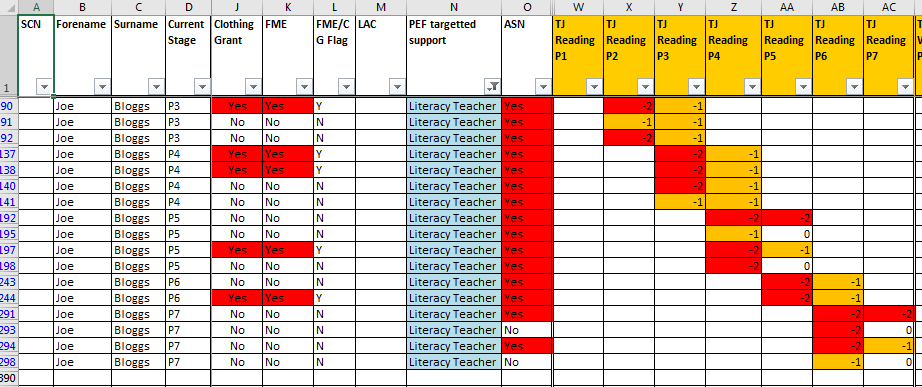 A B C D J K L M N O W X Y Z AA AB AC
SCN Forename Surname Current Clothing FME FME/C LAC PEF targetted ASN TJ TJ TJ TJ TJ TJ TJ
Stage Grant G Flag support Reading Reading Reading Reading Reading Reading Reading
P1 P2 P3 P4 P5 P6 P7
1
90 Joe Bloggs P3 Yes Yes Y Literacy Teacher Yes -2 -1
91 Joe Bloggs P3 No No N Literacy Teacher Yes -1 -1
92 Joe Bloggs P3 No No N Literacy Teacher Yes -2 -1
137 Joe Bloggs P4 Yes Yes Y Literacy Teacher Yes -2 -1
138 Joe Bloggs P4 Yes Yes Y Literacy Teacher Yes -2 -1
140 Joe Bloggs P4 No No N Literacy Teacher Yes -2 -1
141 Joe Bloggs P4 No No N Literacy Teacher Yes -1 -1
192 Joe Bloggs P5 No No N Literacy Teacher Yes -2 -2
195 Joe Bloggs P5 No No N Literacy Teacher Yes -1 0
197 Joe Bloggs P5 Yes Yes Y Literacy Teacher Yes -2 -1
198 Joe Bloggs P5 No No N Literacy Teacher Yes -2 0
243 Joe Bloggs P6 No No N Literacy Teacher Yes -2 -1
244 Joe Bloggs P6 Yes Yes Y Literacy Teacher Yes -2 -1
291 Joe Bloggs P7 No No N Literacy Teacher Yes -2 -2
293 Joe Bloggs P7 No No N Literacy Teacher No -2 0
294 Joe Bloggs P7 No No N Literacy Teacher Yes -2 -1
298 Joe Bloggs P7 No No N Literacy Teacher No -1 0
390